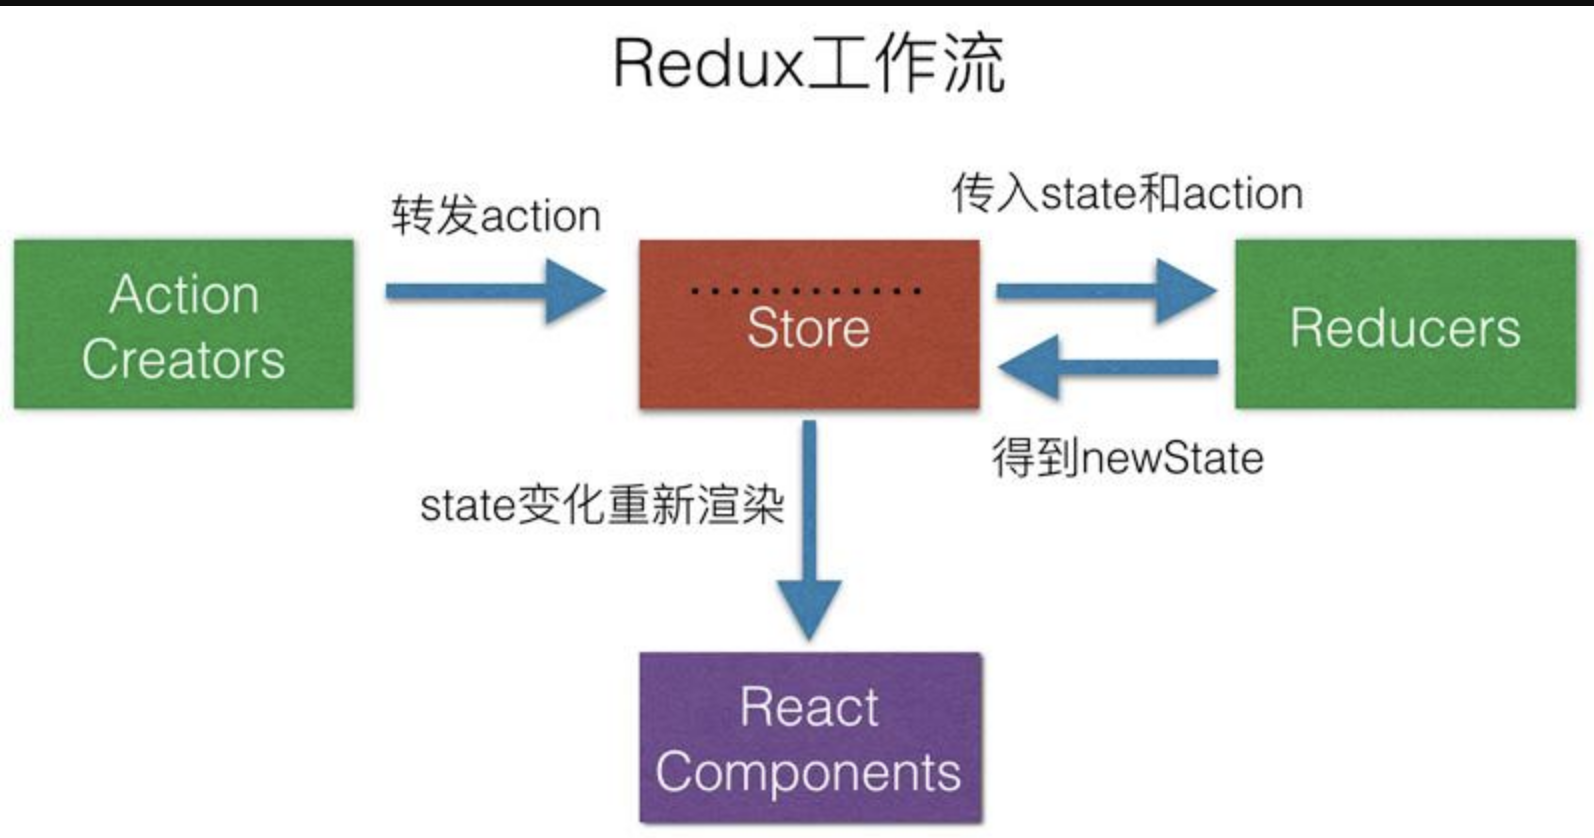 Redux工作流
转发action
传入state和action
Action
Creators
Store
Reducers
得到newState
state变化重新渲染
React
Components